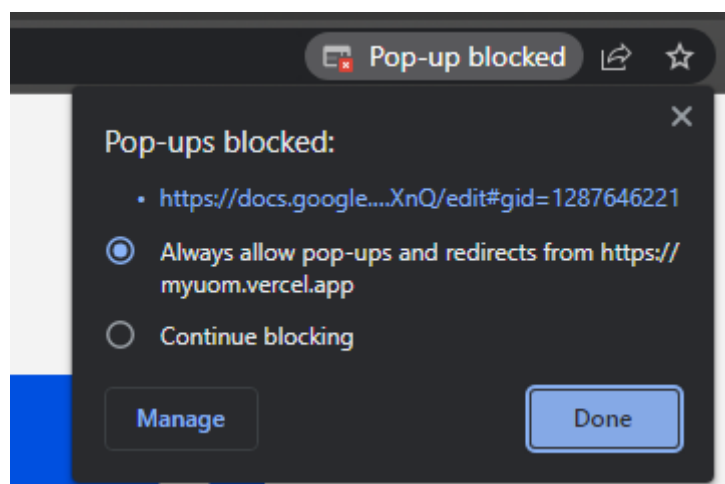 Pop-up blocked
Pop-ups blocked:
• https://docs.google....XnQ/edit#gid=1287646221
Always allow pop-ups and redirects from https://
myuom.vercel.app
Continue blocking
Manage
Done